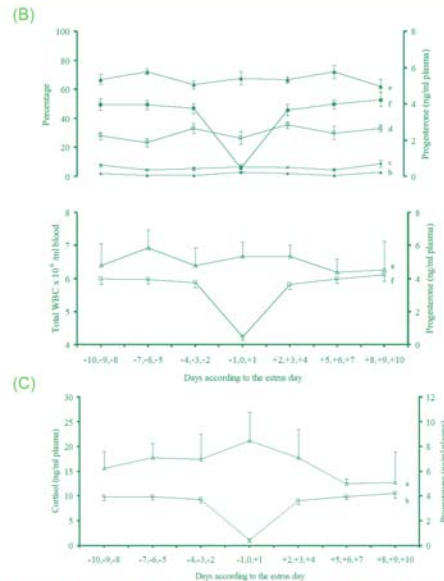 (B)
Percentage
100
80
60
40
20
0
Progesterone (ng/ml plasma)
8
6
4
2
0
e
f
d
c
b
Total WBC x 10⁶ /ml blood
8
7
6
5
4
Progesterone (ng/ml plasma)
8
6
4
2
0
a
f
-10,-9,-8 -7,-6,-5 -4,-3,-2 -1,0,+1 +2,+3,+4 +5,+6,+7 +8,+9,+10
Days according to the estrus day
(C)
Cortisol (ng/ml plasma)
30
25
20
15
10
5
0
Progesterone (ng/ml plasma)
12
10
8
6
4
2
0
a
b
-10,-9,-8 -7,-6,-5 -4,-3,-2 -1,0,+1 +2,+3,+4 +5,+6,+7 +8,+9,+10
Days according to the estrus day